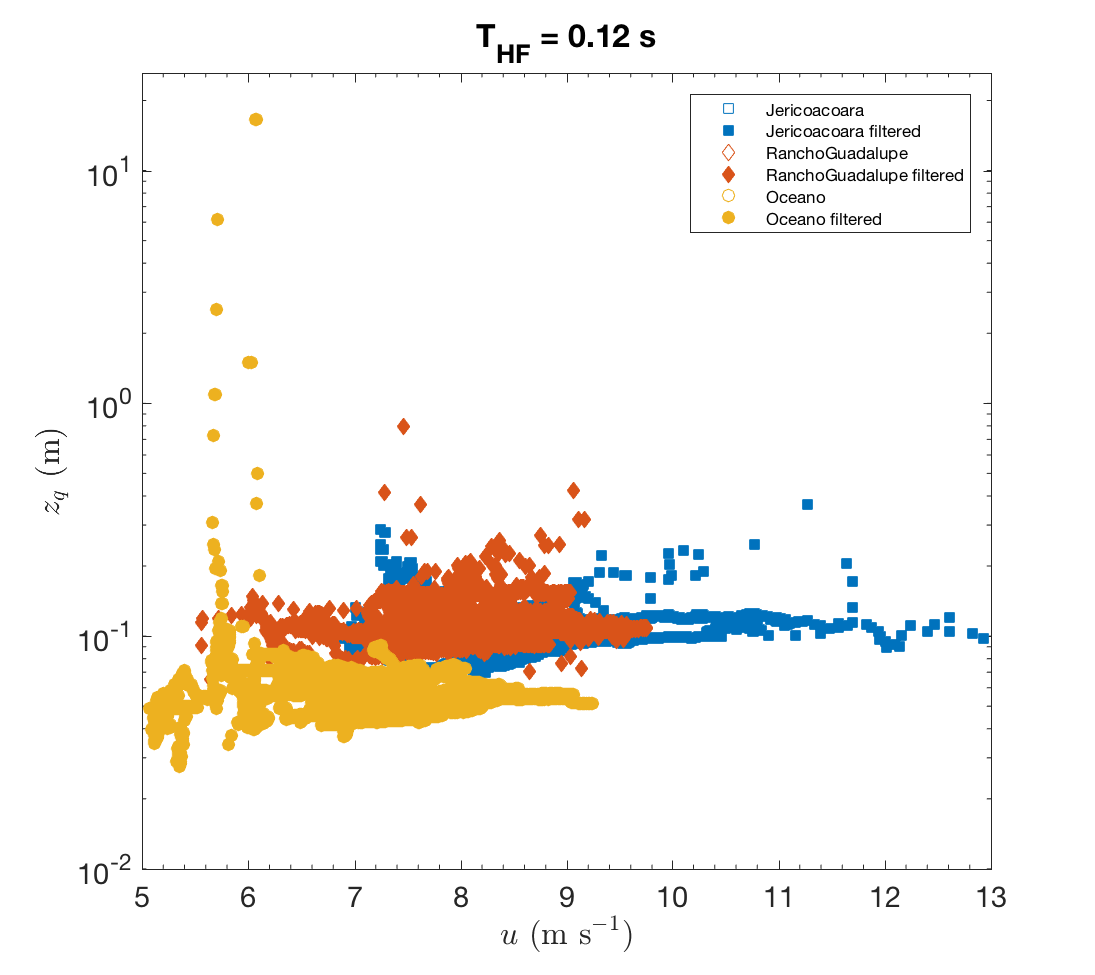 T_HF = 0.12 s
Jericoacoara
Jericoacoara filtered
RanchoGuadalupe
RanchoGuadalupe filtered
Oceano
Oceano filtered
10^1
10^0
10^-1
10^-2
z_q (m)
5 6 7 8 9 10 11 12 13
u (m s^−1)